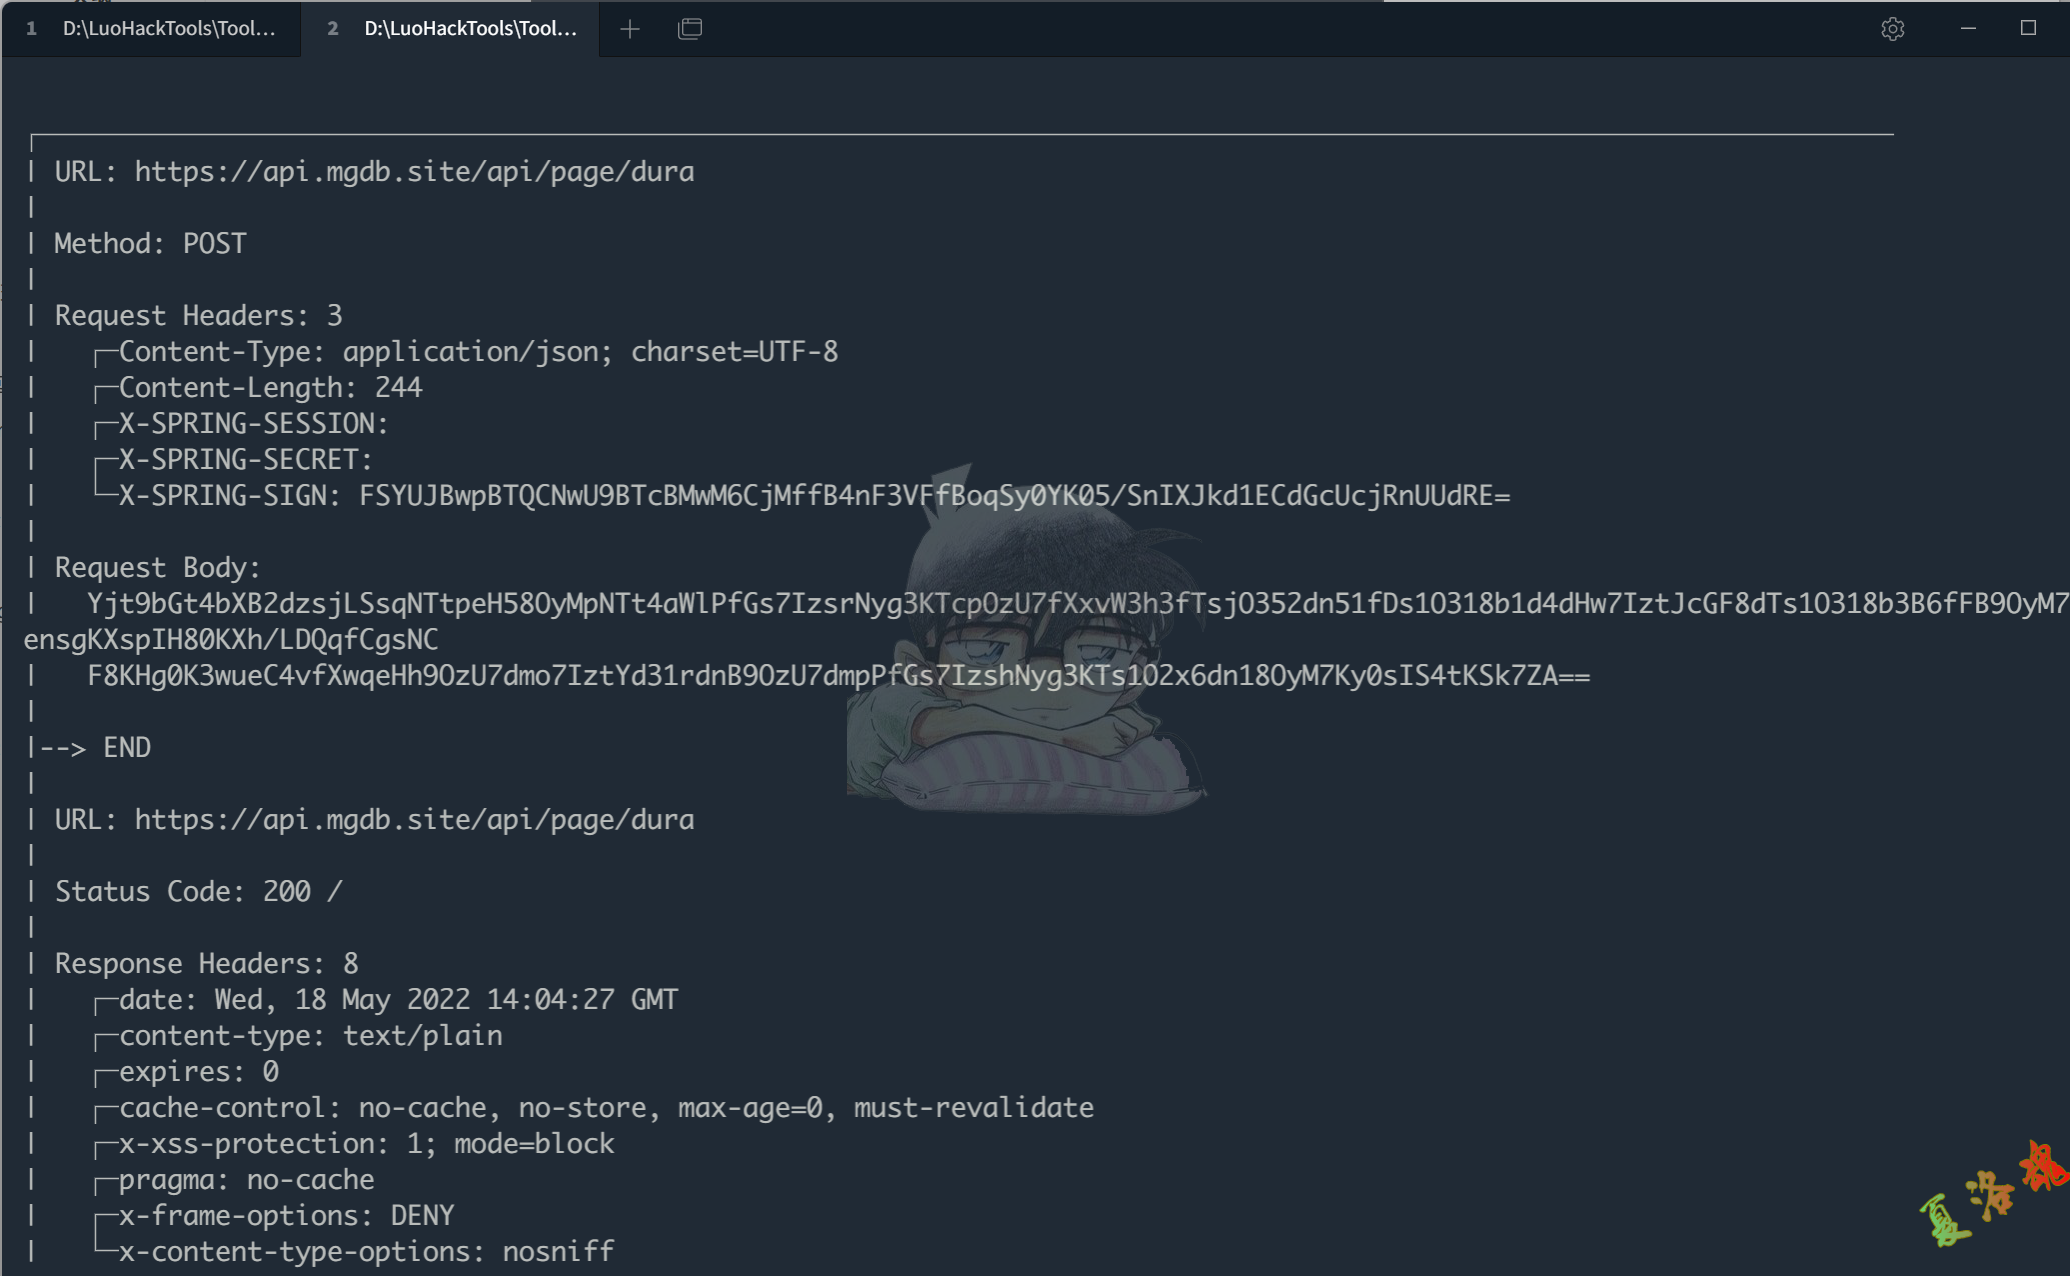 1 D:\LuoHackTools\Tool...
2 D:\LuoHackTools\Tool...
| URL: https://api.mgdb.site/api/page/dura
| Method: POST
| Request Headers: 3
| ┌─Content-Type: application/json; charset=UTF-8
| ┌─Content-Length: 244
| ┌─X-SPRING-SESSION:
| ┌─X-SPRING-SECRET:
| └─X-SPRING-SIGN: FSYUJBwpBTQCNwU9BTcBMwM6CjMffB4nF3VFfBoqSy0YK05/SnIXJkd1ECdGcUcjRnUUdRE=
| Request Body:
| Yjt9bGt4bXB2dzsjLSsqNTtpeH58OyMpNTt4aWlPfGs7IzsrNyg3KTcpOzU7fXxvW3h3fTsjO352dn51fDs1O318b1d4dHw7IztJcGF8dTs1O318b3B6fFB9OyM7
ensgKXspIH80KXh/LDQqfCgsNC
| F8KHg0K3wueC4vfXwqeHh9OzU7dmo7IztYd31rdnB9OzU7dmpPfGs7IzshNyg3KTs1O2x6dn18OyM7Ky0sIS4tKSk7ZA==
|--> END
| URL: https://api.mgdb.site/api/page/dura
| Status Code: 200 /
| Response Headers: 8
| ┌─date: Wed, 18 May 2022 14:04:27 GMT
| ┌─content-type: text/plain
| ┌─expires: 0
| ┌─cache-control: no-cache, no-store, max-age=0, must-revalidate
| ┌─x-xss-protection: 1; mode=block
| ┌─pragma: no-cache
| ┌─x-frame-options: DENY
| └─x-content-type-options: nosniff